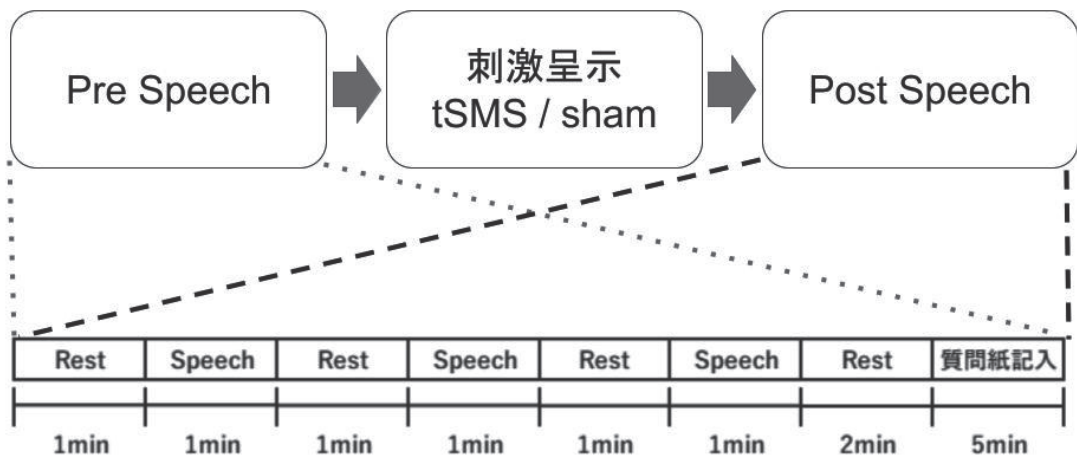 Pre Speech
刺激呈示
tSMS / sham
Post Speech
Rest Speech Rest Speech Rest Speech Rest 質問紙記入
1min 1min 1min 1min 1min 1min 2min 5min